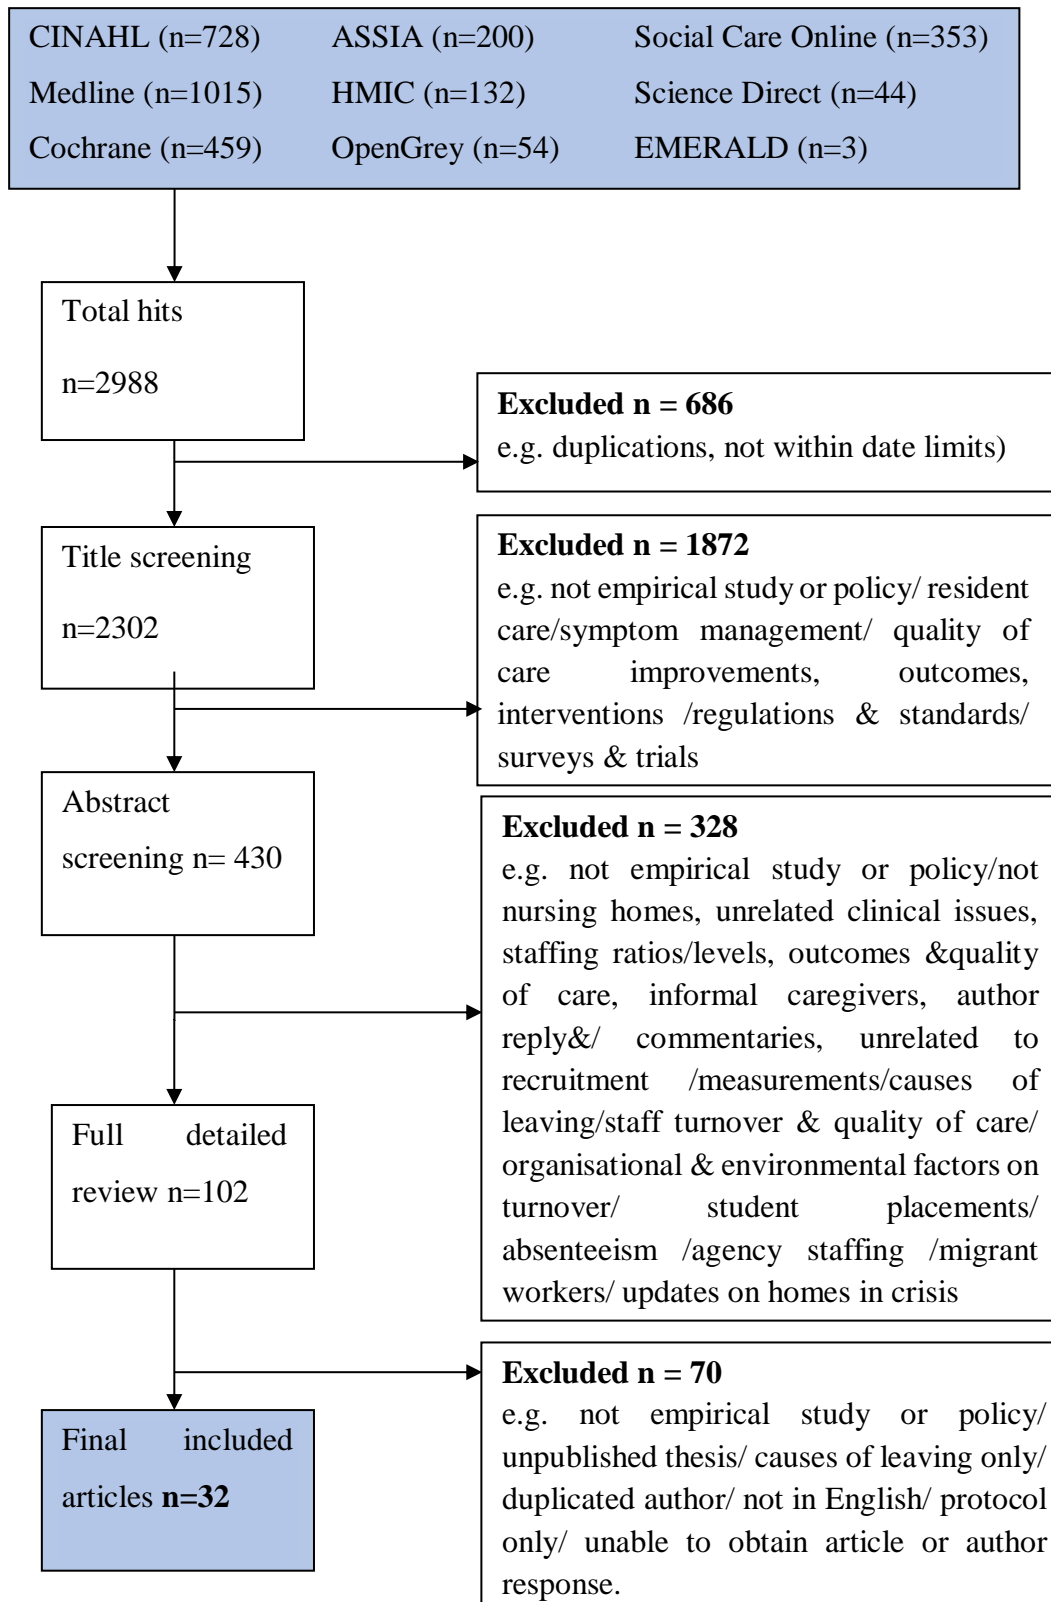 CINAHL (n=728) ASSIA (n=200) Social Care Online (n=353)
Medline (n=1015) HMIC (n=132) Science Direct (n=44)
Cochrane (n=459) OpenGrey (n=54) EMERALD (n=3)
Total hits
n=2988
Excluded n = 686
e.g. duplications, not within date limits)
Title screening
n=2302
Excluded n = 1872
e.g. not empirical study or policy/ resident
care/symptom management/ quality of
care improvements, outcomes,
interventions /regulations & standards/
surveys & trials
Abstract
screening n= 430
Excluded n = 328
e.g. not empirical study or policy/not
nursing homes, unrelated clinical issues,
staffing ratios/levels, outcomes &quality
of care, informal caregivers, author
reply&/ commentaries, unrelated to
recruitment /measurements/causes of
leaving/staff turnover & quality of care/
organisational & environmental factors on
turnover/ student placements/
absenteeism /agency staffing /migrant
workers/ updates on homes in crisis
Full detailed
review n=102
Excluded n = 70
e.g. not empirical study or policy/
unpublished thesis/ causes of leaving only/
duplicated author/ not in English/ protocol
only/ unable to obtain article or author
response.
Final included
articles n=32